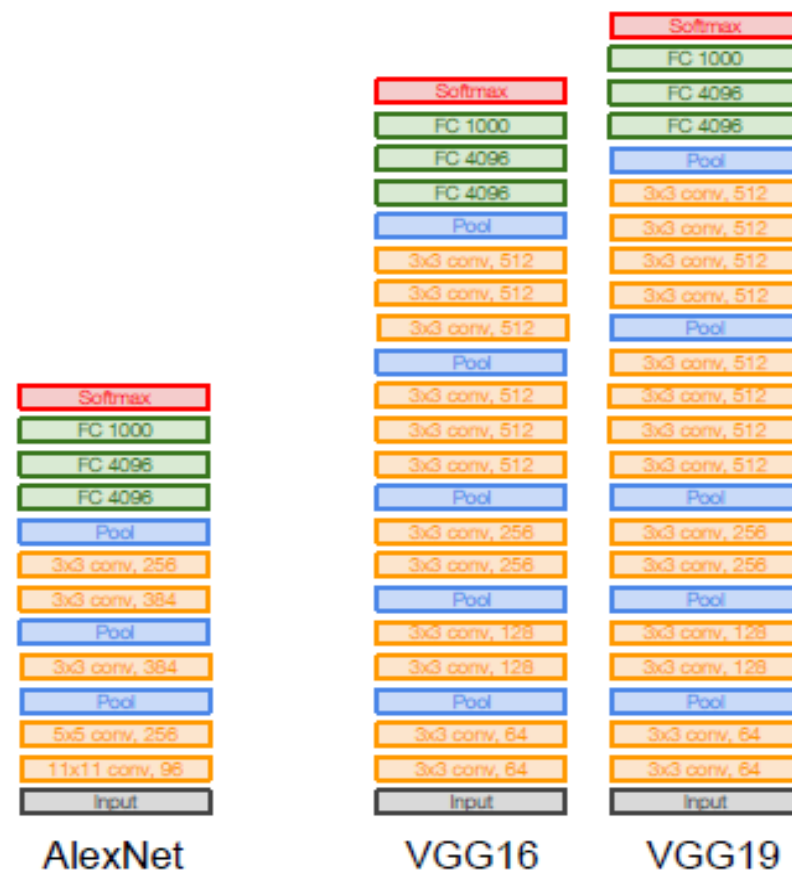 Softmax
FC 1000
FC 4096
FC 4096
Pool
3x3 conv, 256
3x3 conv, 384
Pool
3x3 conv, 384
Pool
5x5 conv, 256
11x11 conv, 96
Input
AlexNet
Softmax
FC 1000
FC 4096
FC 4096
Pool
3x3 conv, 512
3x3 conv, 512
3x3 conv, 512
Pool
3x3 conv, 512
3x3 conv, 512
3x3 conv, 512
Pool
3x3 conv, 256
3x3 conv, 256
Pool
3x3 conv, 128
3x3 conv, 128
Pool
3x3 conv, 64
3x3 conv, 64
Input
VGG16
Softmax
FC 1000
FC 4096
FC 4096
Pool
3x3 conv, 512
3x3 conv, 512
3x3 conv, 512
3x3 conv, 512
Pool
3x3 conv, 512
3x3 conv, 512
3x3 conv, 512
3x3 conv, 512
Pool
3x3 conv, 256
3x3 conv, 256
Pool
3x3 conv, 128
3x3 conv, 128
Pool
3x3 conv, 64
3x3 conv, 64
Input
VGG19